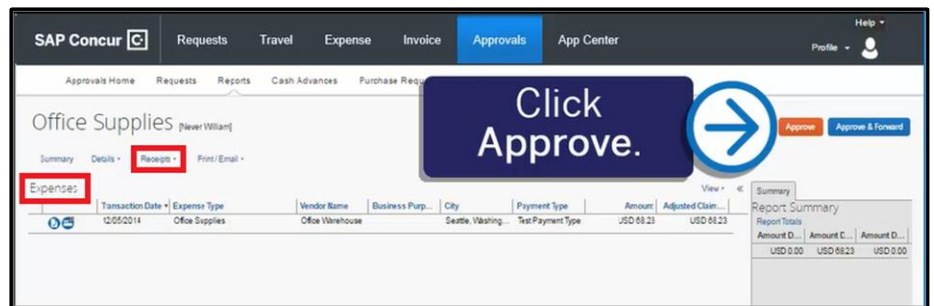 Help
SAP Concur C Requests Travel Expense Invoice Approvals App Center
Profile
Approvals Home Requests Reports Cash Advances Purchase Requ
Click
Approve.
Office Supplies [Never William]
Approve Approve & Forward
Summary Details Receipts Print/Email
Expenses
View
Summary
Transaction Date Expense Type Vendor Name Business Purp... City Payment Type Amount Adjusted Claim...
12/05/2014 Office Supplies Office Warehouse Seattle, Washing... Test Payment Type USD 68.23 USD 68.23
Report Summary
Report Totals
Amount D... Amount D... Amount D...
USD 0.00 USD 68.23 USD 0.00